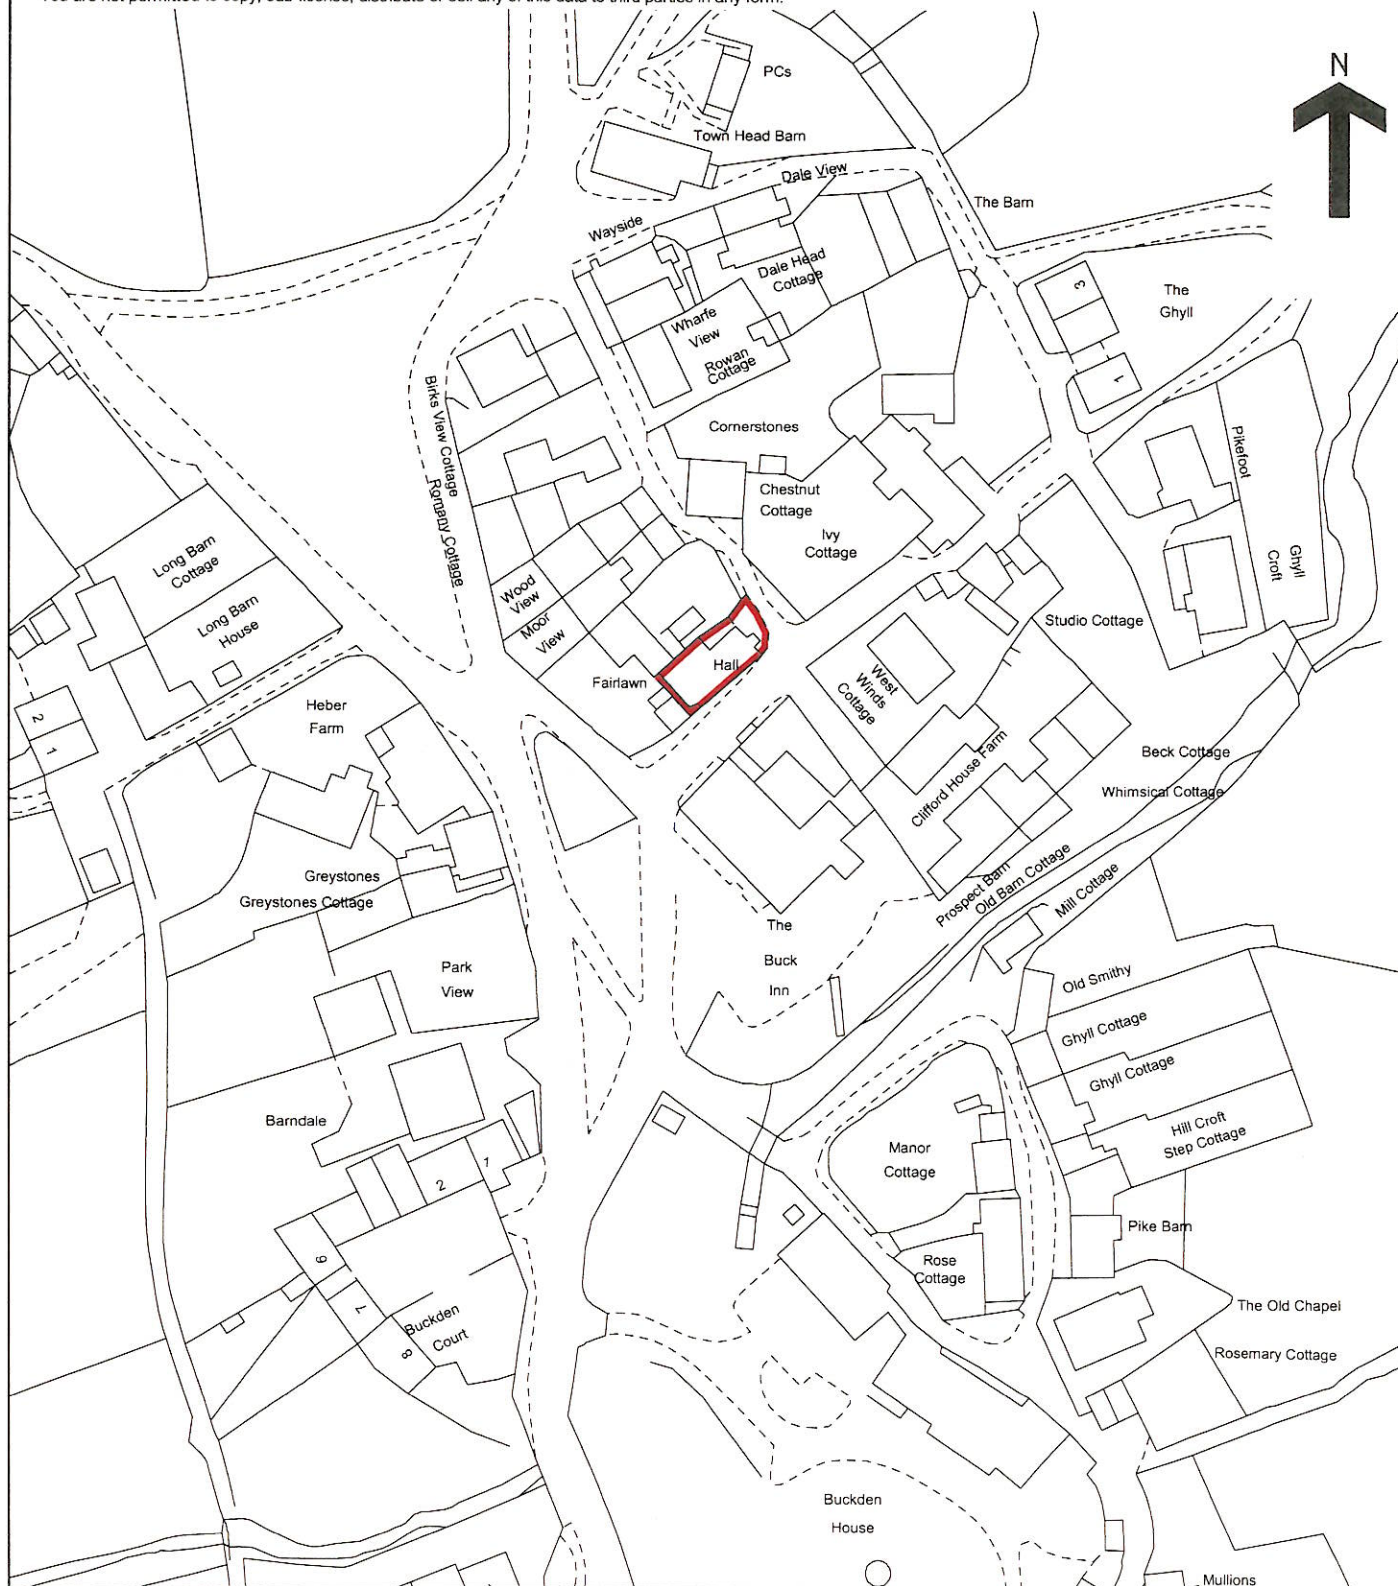 N
PCs
Town Head Barn
Dale View
The Barn
Wayside
Dale Head
Cottage
3
The
Ghyll
Wharfe
View
Rowan
Cottage
1
Birks View Cottage
Romany Cottage
Cornerstones
Pikefoot
Chestnut
Cottage
Ivy
Cottage
Long Barn
Cottage
Ghyll
Croft
Wood
View
Long Barn
House
Moor
View
Studio Cottage
Hall
Fairlawn
West
Winds
Cottage
Heber
Farm
2
1
Beck Cottage
Clifford House Farm
Whimsical Cottage
Greystones
Greystones Cottage
Prospect Barn
Old Barn Cottage
Mill Cottage
The
Buck
Inn
Park
View
Old Smithy
Ghyll Cottage
Ghyll Cottage
Barndale
Hill Croft
Step Cottage
Manor
Cottage
1
2
Pike Barn
6
Rose
Cottage
7
The Old Chapel
Buckden
Court
8
Rosemary Cottage
Buckden
House
Mullions